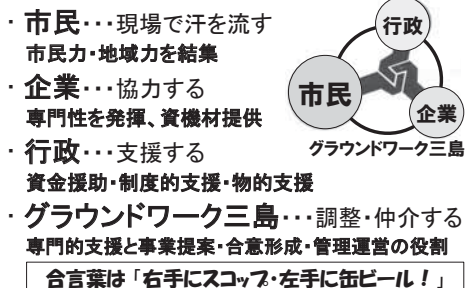 ・市民･･･現場で汗を流す
市民力･地域力を結集
・企業･･･協力する
専門性を発揮、資機材提供
・行政･･･支援する
資金援助･制度的支援･物的支援
・グラウンドワーク三島･･･調整･仲介する
専門的支援と事業提案･合意形成･管理運営の役割
合言葉は「右手にスコップ･左手に缶ビール！」
行政
市民
企業
グラウンドワーク三島